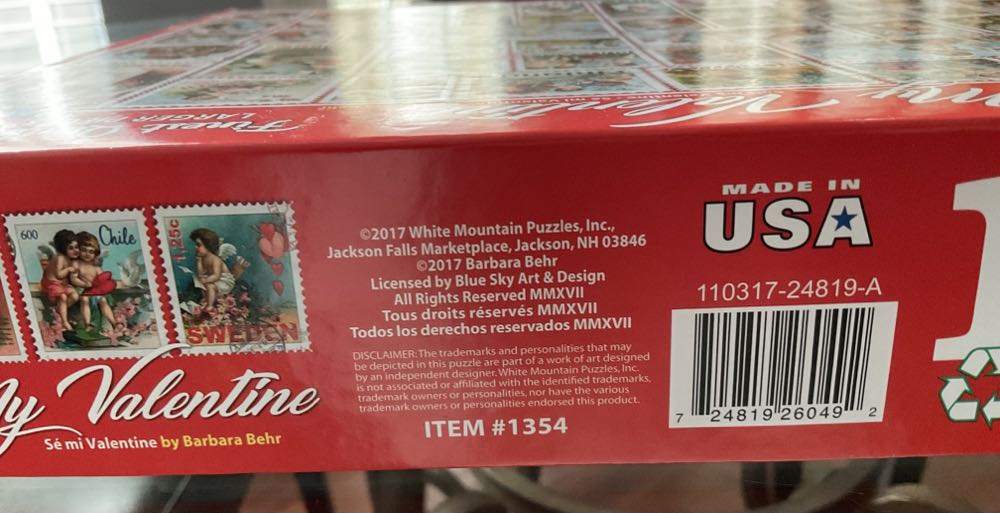 Finest
LARGER
my Valentine
600
Chile
125c
SWEDEN
My Valentine
Sé mi Valentine by Barbara Behr
©2017 White Mountain Puzzles, Inc.,
Jackson Falls Marketplace, Jackson, NH 03846
©2017 Barbara Behr
Licensed by Blue Sky Art & Design
All Rights Reserved MMXVII
Tous droits réservés MMXVII
Todos los derechos reservados MMXVII
DISCLAIMER: The trademarks and personalities that may
be depicted in this puzzle are part of a work of art designed
by an independent designer. White Mountain Puzzles, Inc.
is not associated or affiliated with the identified trademarks,
trademark owners or personalities, nor have the various
trademark owners or personalities endorsed this product.
ITEM #1354
MADE IN
USA
110317-24819-A
7 24819 26049 2